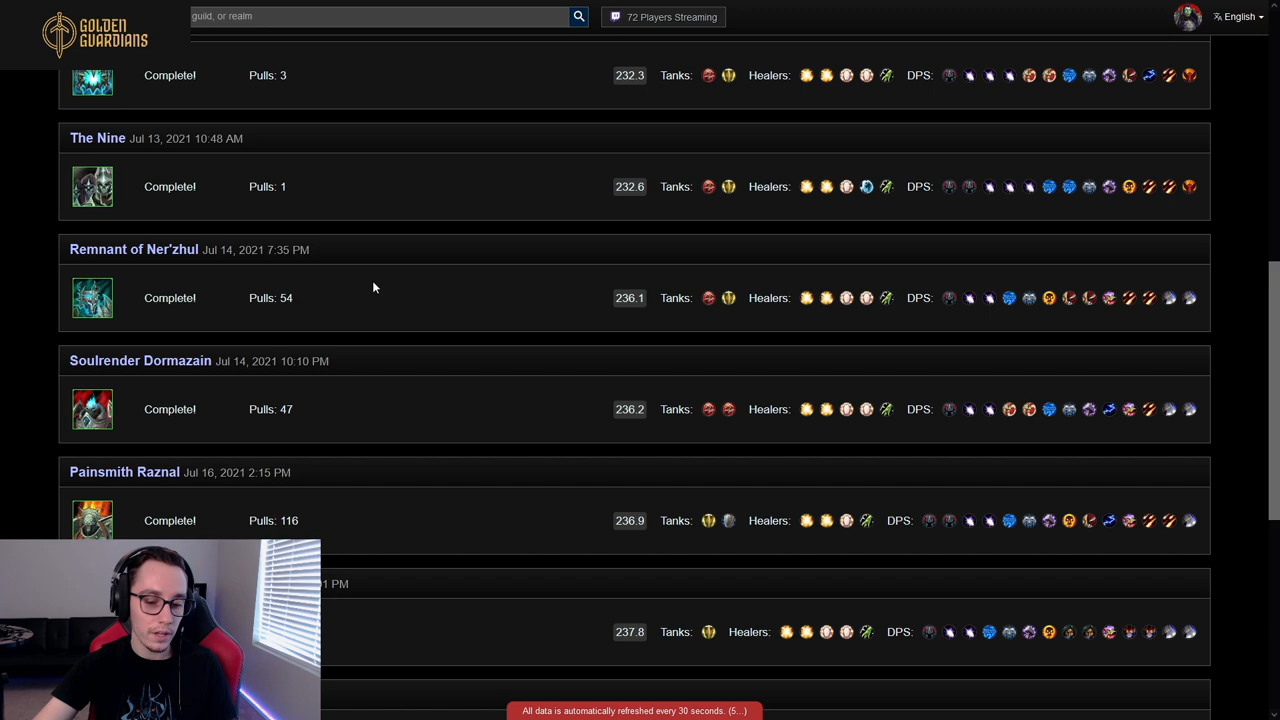 GOLDEN GUARDIANS
guild, or realm
72 Players Streaming
English
Complete! Pulls: 3 232.3 Tanks: Healers: DPS:
The Nine Jul 13, 2021 10:48 AM
Complete! Pulls: 1 232.6 Tanks: Healers: DPS:
Remnant of Ner'zhul Jul 14, 2021 7:35 PM
Complete! Pulls: 54 236.1 Tanks: Healers: DPS:
Soulrender Dormazain Jul 14, 2021 10:10 PM
Complete! Pulls: 47 236.2 Tanks: Healers: DPS:
Painsmith Raznal Jul 16, 2021 2:15 PM
Complete! Pulls: 116 236.9 Tanks: Healers: DPS:
1 PM
237.8 Tanks: Healers: DPS:
All data is automatically refreshed every 30 seconds. (5...)